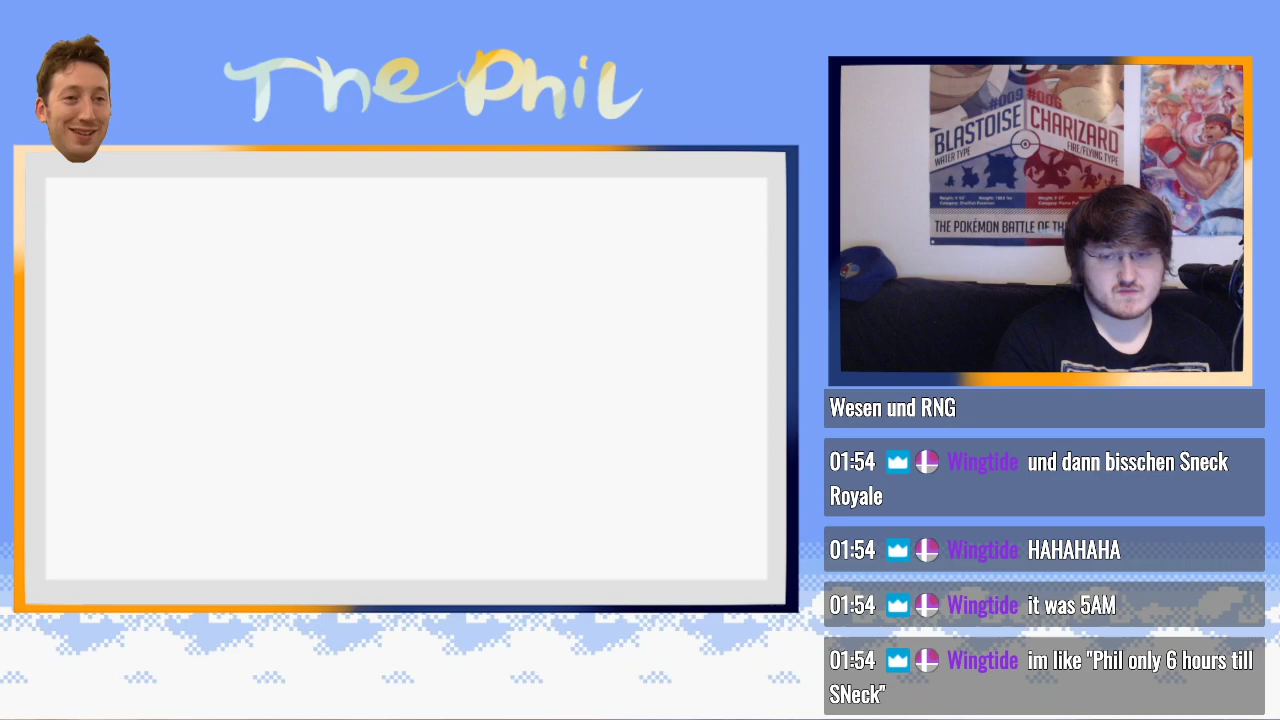 The Phil
#009 #006
BLASTOISE CHARIZARD
WATER TYPE FIRE/FLYING TYPE
THE POKÉMON BATTLE OF
Wesen und RNG
01:54 Wingtide und dann bisschen Sneck
Royale
01:54 Wingtide HAHAHAHA
01:54 Wingtide it was 5AM
01:54 Wingtide im like "Phil only 6 hours till
SNeck"